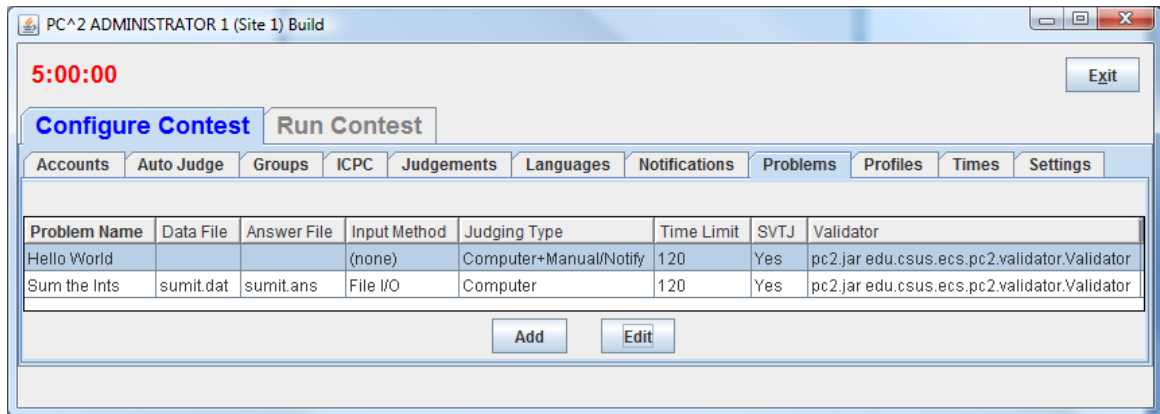 PC^2 ADMINISTRATOR 1 (Site 1) Build
5:00:00
Exit
Configure Contest Run Contest
Accounts Auto Judge Groups ICPC Judgements Languages Notifications Problems Profiles Times Settings
Problem Name Data File Answer File Input Method Judging Type Time Limit SVTJ Validator
Hello World (none) Computer+Manual/Notify 120 Yes pc2.jar edu.csus.ecs.pc2.validator.Validator
Sum the Ints sumit.dat sumit.ans File I/O Computer 120 Yes pc2.jar edu.csus.ecs.pc2.validator.Validator
Add Edit